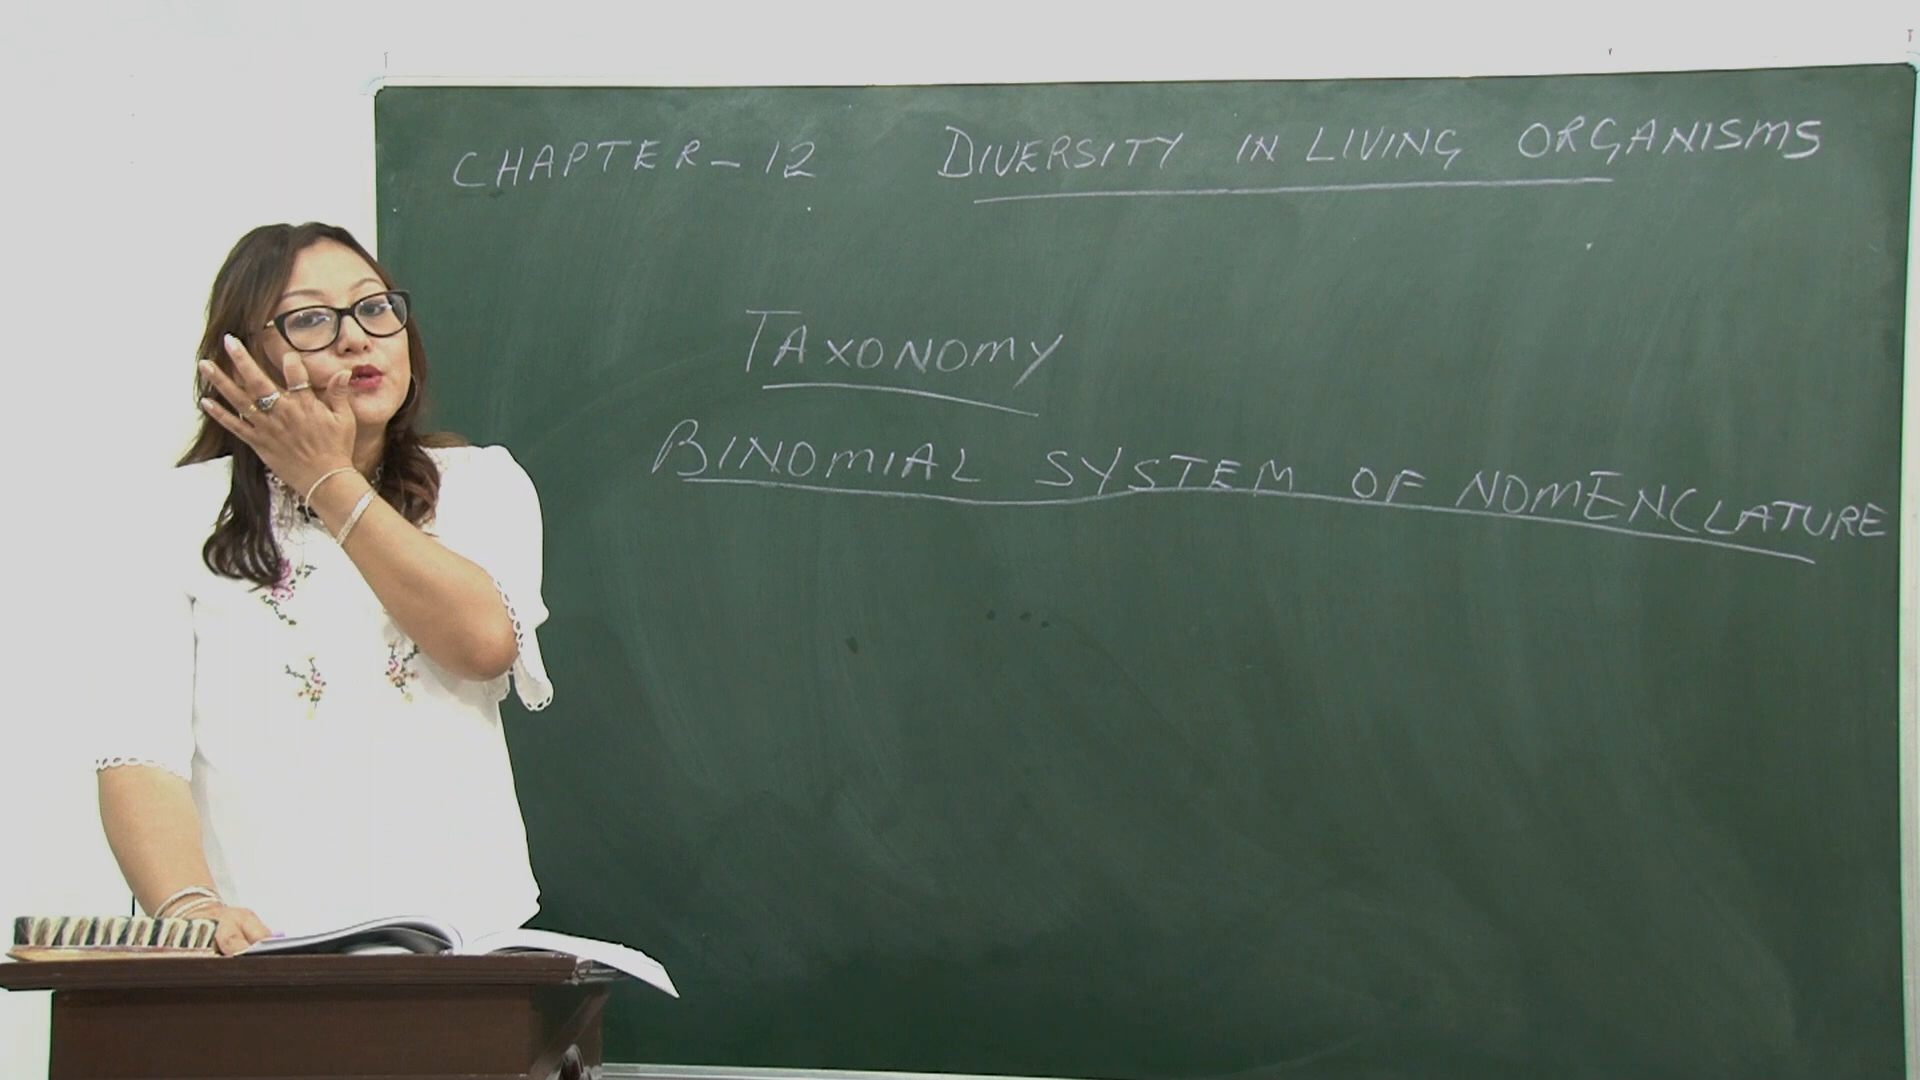 CHAPTER - 12 DIVERSITY IN LIVING ORGANISMS
TAXONOMY
BINOMIAL SYSTEM OF NOMENCLATURE